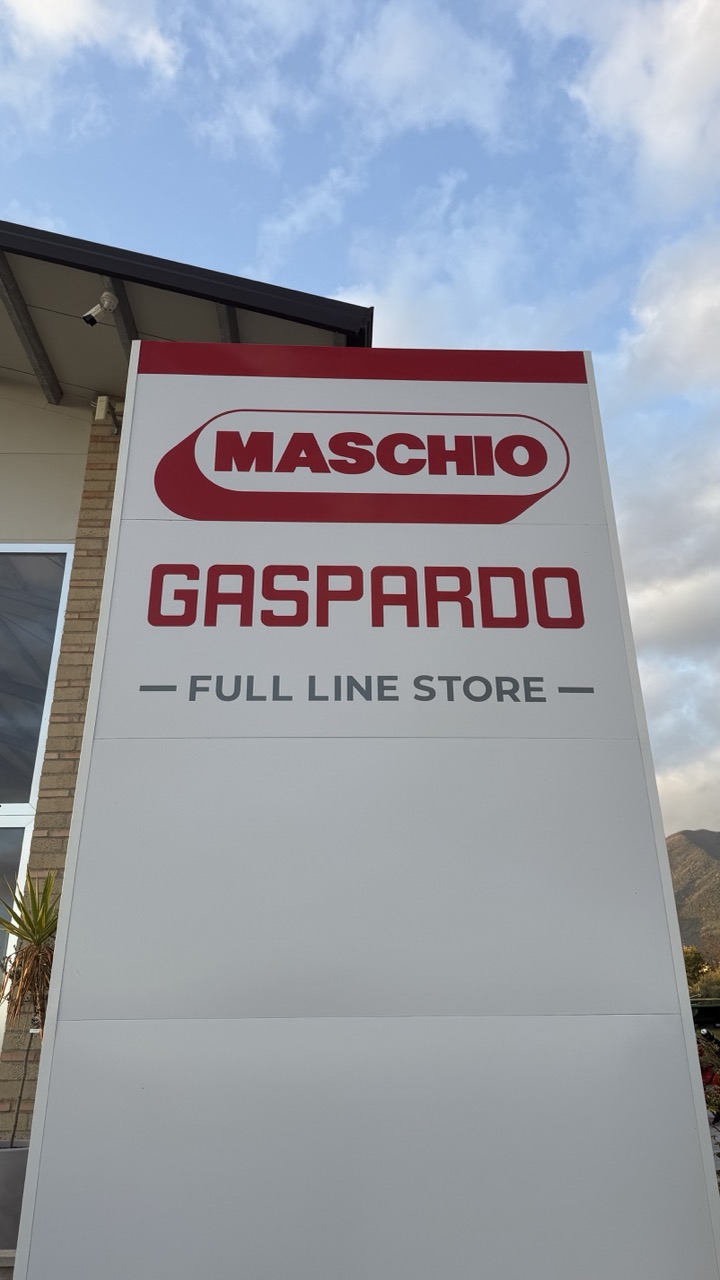 MASCHIO
GASPARDO
— FULL LINE STORE —